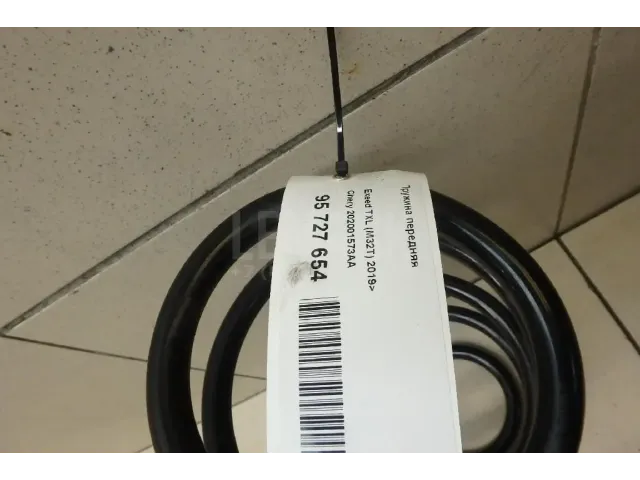 Пружина передняя
Exeed TXL (M32T) 2019>
Chery 202001573AA
95 727 654